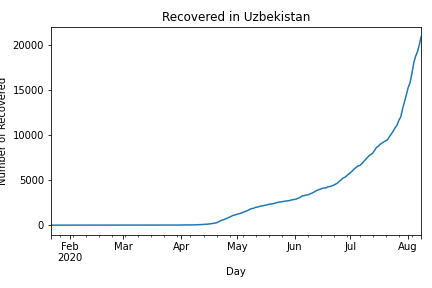 Recovered in Uzbekistan
Number of Recovered
20000
15000
10000
5000
0
Feb Mar Apr May Jun Jul Aug
2020
Day